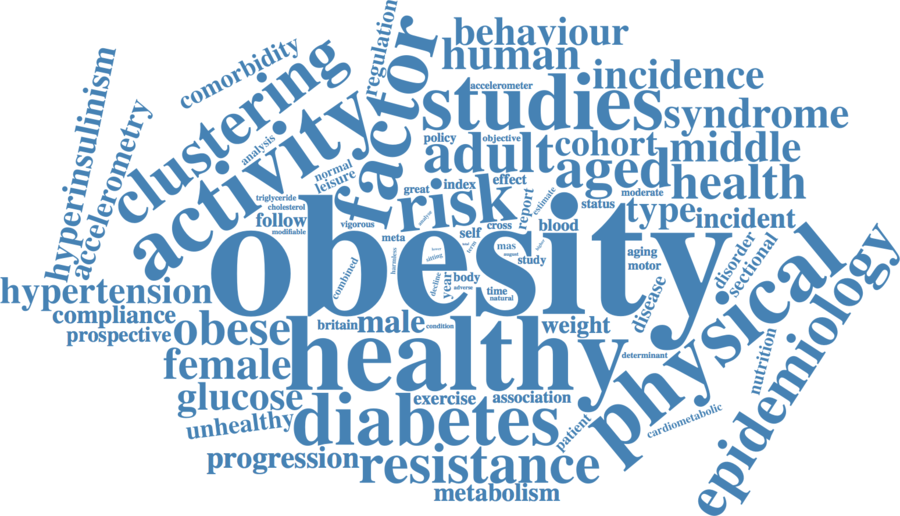 behaviour
human
regulation
comorbidity
hyperinsulinism
accelerometry
clustering
activity
factor
studies
accelerometer
incidence
syndrome
analysis
normal
leisure
policy
objective
adult
cohort
middle
aged
health
great
index
effect
risk
report
estimate
status
moderate
type
incident
triglyceride
cholesterol
follow
modifiable
vigorous
analyse
self
cross
blood
obesity
meta
mas
study
aging
motor
disorder
sectional
combined
harmdess
sitting
term
august
decline
year
body
adverse
time
natural
disease
physical
epidemiology
hypertension
compliance
prospective
obese
britain
male
condition
weight
healthy
female
determinant
nutrition
glucose
exercise
association
unhealthy
diabetes
patient
cardiometabolic
progression
resistance
metabolism